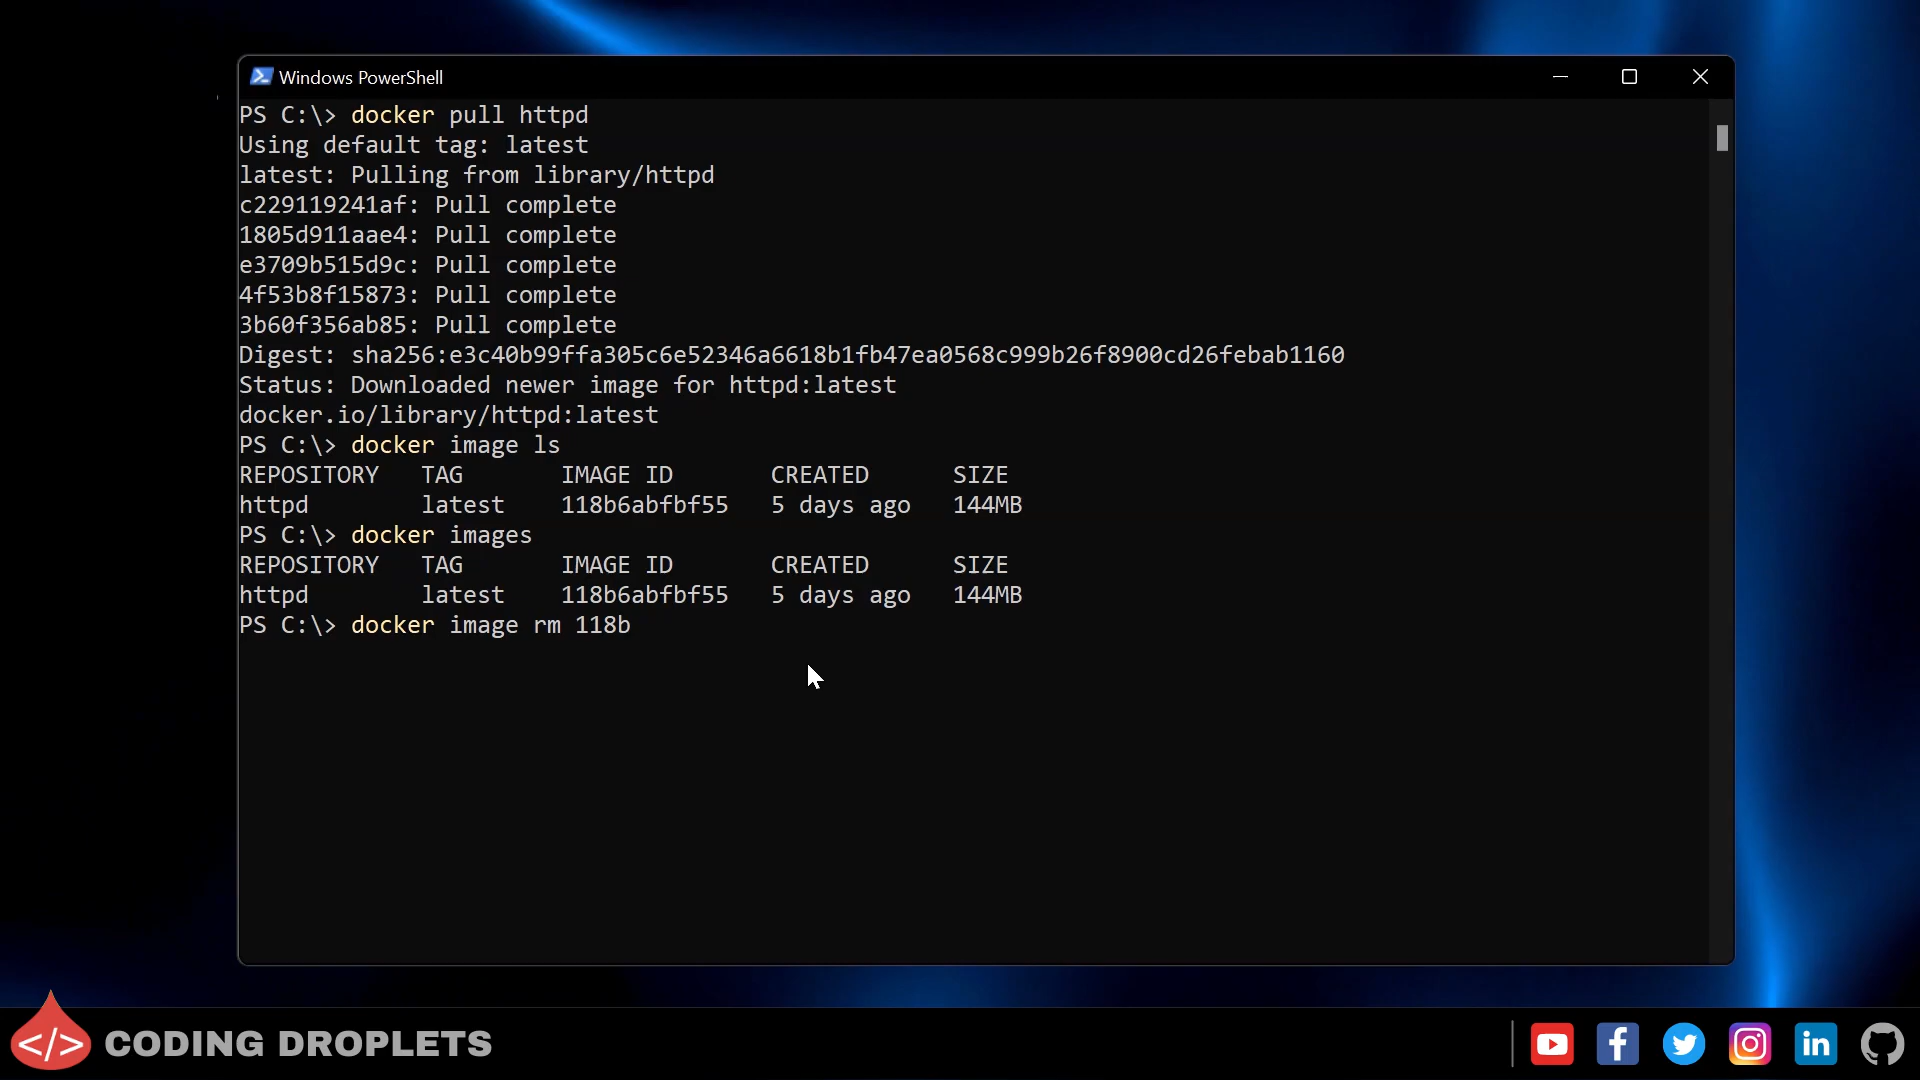 Windows PowerShell
PS C:\> docker pull httpd
Using default tag: latest
latest: Pulling from library/httpd
c229119241af: Pull complete
1805d911aae4: Pull complete
e3709b515d9c: Pull complete
4f53b8f15873: Pull complete
3b60f356ab85: Pull complete
Digest: sha256:e3c40b99ffa305c6e52346a6618b1fb47ea0568c999b26f8900cd26febab1160
Status: Downloaded newer image for httpd:latest
docker.io/library/httpd:latest
PS C:\> docker image ls
REPOSITORY   TAG       IMAGE ID       CREATED      SIZE
httpd        latest    118b6abfbf55   5 days ago   144MB
PS C:\> docker images
REPOSITORY   TAG       IMAGE ID       CREATED      SIZE
httpd        latest    118b6abfbf55   5 days ago   144MB
PS C:\> docker image rm 118b
</> CODING DROPLETS